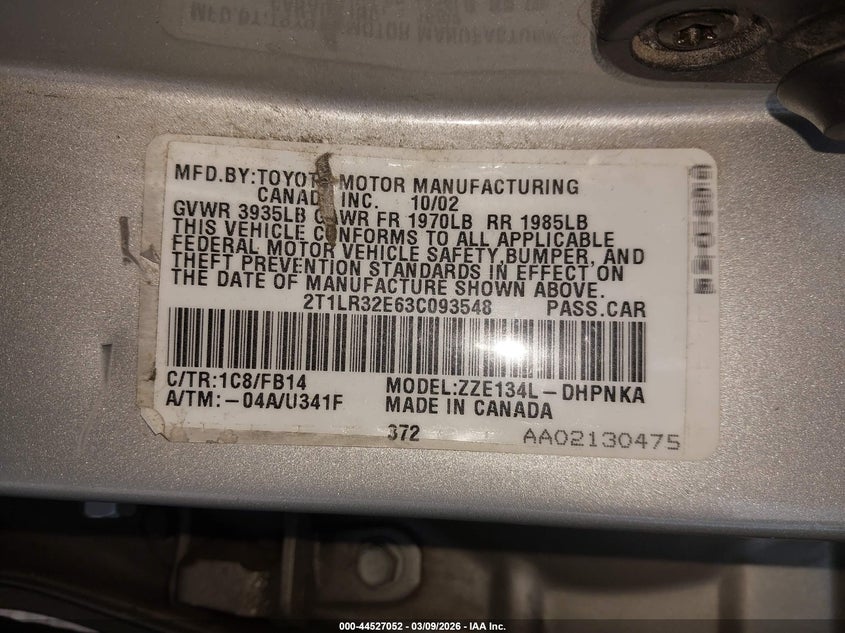 MFD.BY:TOYOTA MOTOR MANUFACTURING
CANADA INC. 10/02
GVWR 3935LB GAWR FR 1970LB RR 1985LB
THIS VEHICLE CONFORMS TO ALL APPLICABLE
FEDERAL MOTOR VEHICLE SAFETY,BUMPER, AND
THEFT PREVENTION STANDARDS IN EFFECT ON
THE DATE OF MANUFACTURE SHOWN ABOVE.
2T1LR32E63C093548 PASS.CAR
C/TR:1C8/FB14 MODEL:ZZE134L-DHPNKA
A/TM:-04A/U341F MADE IN CANADA
372 AA02130475
000-44527052 | 03/09/2026 - IAA Inc.